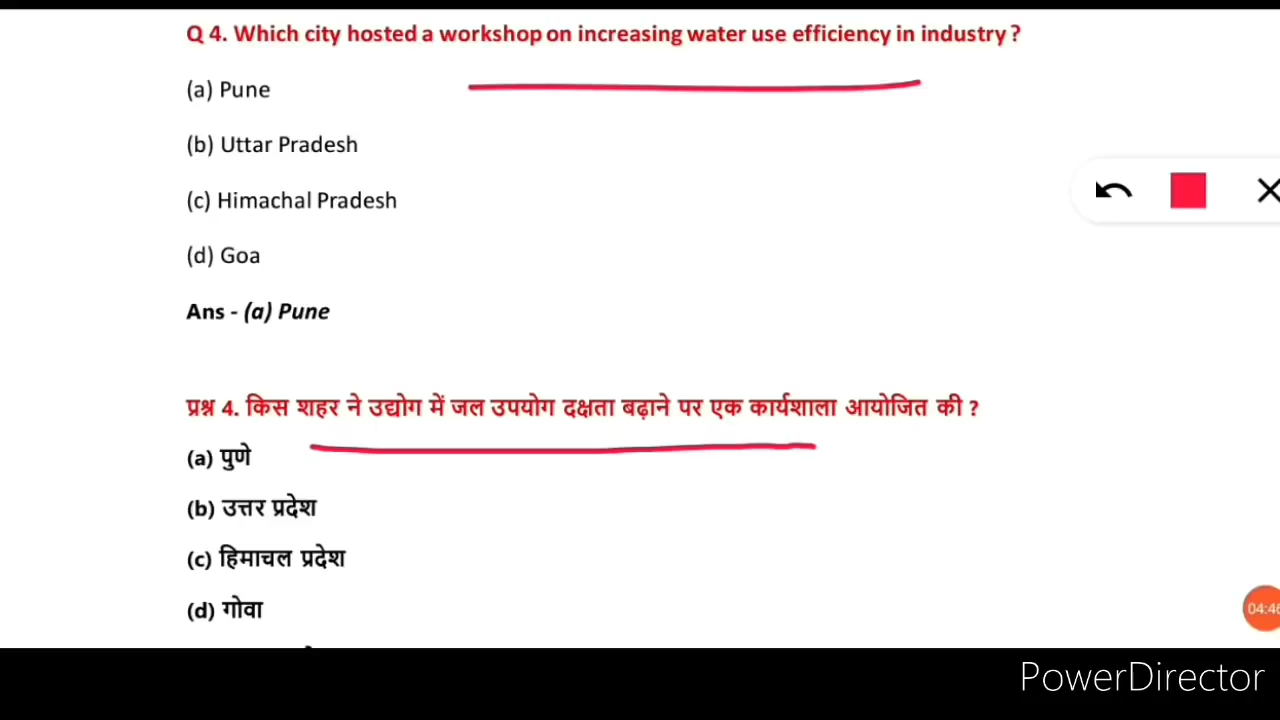 Q 4. Which city hosted a workshop on increasing water use efficiency in industry ?
(a) Pune
(b) Uttar Pradesh
(c) Himachal Pradesh
(d) Goa
Ans - (a) Pune
प्रश्न 4. किस शहर ने उद्योग में जल उपयोग दक्षता बढ़ाने पर एक कार्यशाला आयोजित की ?
(a) पुणे
(b) उत्तर प्रदेश
(c) हिमाचल प्रदेश
(d) गोवा
04:46
PowerDirector